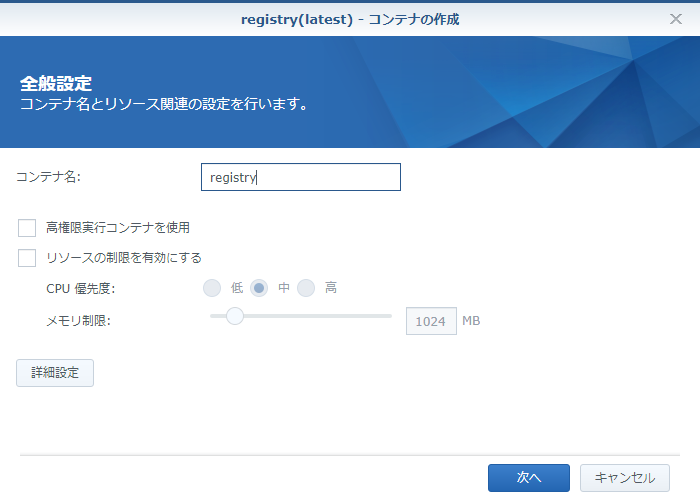 registry(latest) - コンテナの作成
全般設定
コンテナ名とリソース関連の設定を行います。
コンテナ名: registry
高権限実行コンテナを使用
リソースの制限を有効にする
CPU 優先度: 低 中 高
メモリ制限: 1024 MB
詳細設定
次へ キャンセル